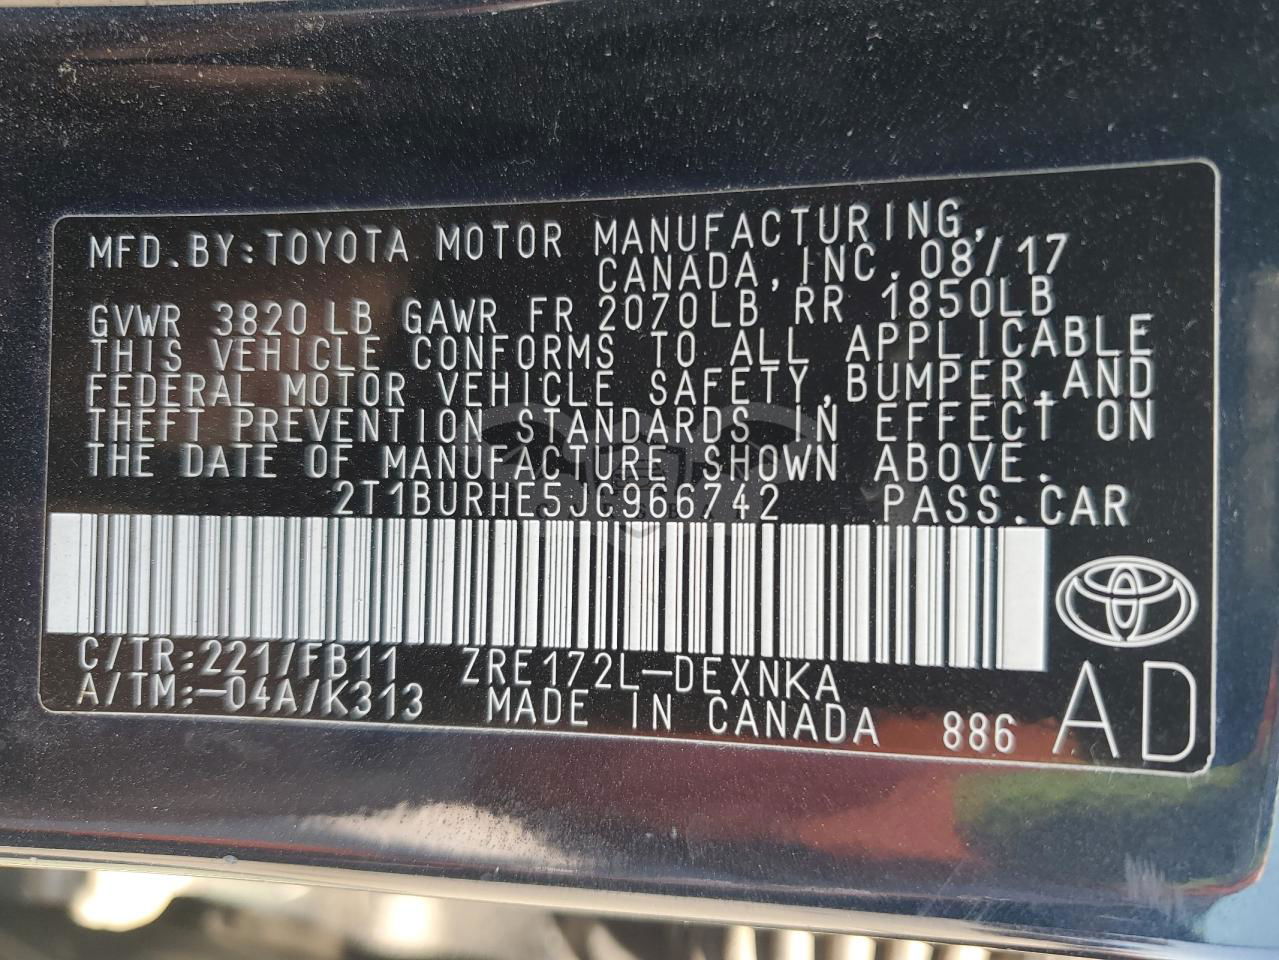 MFD.BY:TOYOTA MOTOR MANUFACTURING,
CANADA,INC.08/17
GVWR 3820 LB GAWR FR 2070LB RR 1850LB
THIS VEHICLE CONFORMS TO ALL APPLICABLE
FEDERAL MOTOR VEHICLE SAFETY,BUMPER,AND
THEFT PREVENTION STANDARDS IN EFFECT ON
THE DATE OF MANUFACTURE SHOWN ABOVE.
2T1BURHE5JC966742 PASS.CAR
C/TR:221/FB11 ZRE172L-DEXNKA
A/TM:-04A/K313 MADE IN CANADA 886
AD